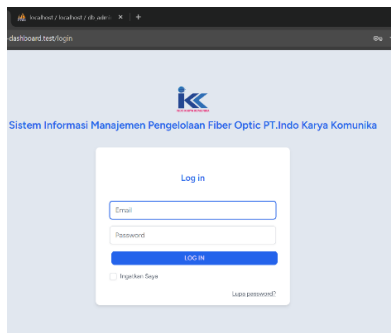 localhost / localhost / db_admin
dashboard.test/login
ikk
Sistem Informasi Manajemen Pengelolaan Fiber Optic PT.Indo Karya Komunika
Log in
Email
Password
LOG IN
Ingatkan Saya
Lupa password?